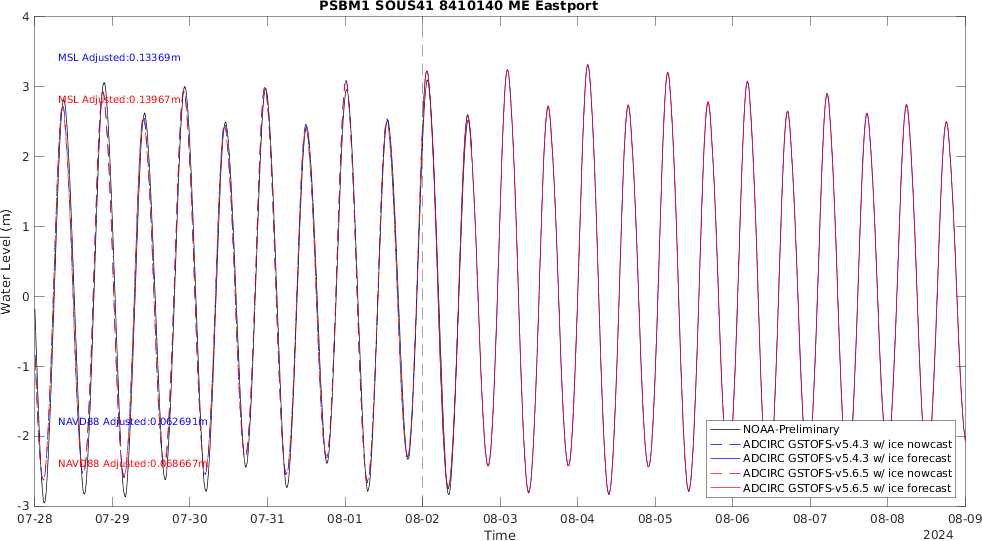 PSBM1 SOUS41 8410140 ME Eastport
4
3
2
1
0
-1
-2
-3
Water Level (m)
MSL Adjusted:0.13369m
MSL Adjusted:0.13967m
NAVD88 Adjusted:0.062691m
NAVD88 Adjusted:0.068667m
NOAA-Preliminary
ADCIRC GSTOFS-v5.4.3 w/ ice nowcast
ADCIRC GSTOFS-v5.4.3 w/ ice forecast
ADCIRC GSTOFS-v5.6.5 w/ ice nowcast
ADCIRC GSTOFS-v5.6.5 w/ ice forecast
07-28 07-29 07-30 07-31 08-01 08-02 08-03 08-04 08-05 08-06 08-07 08-08 08-09
Time
2024